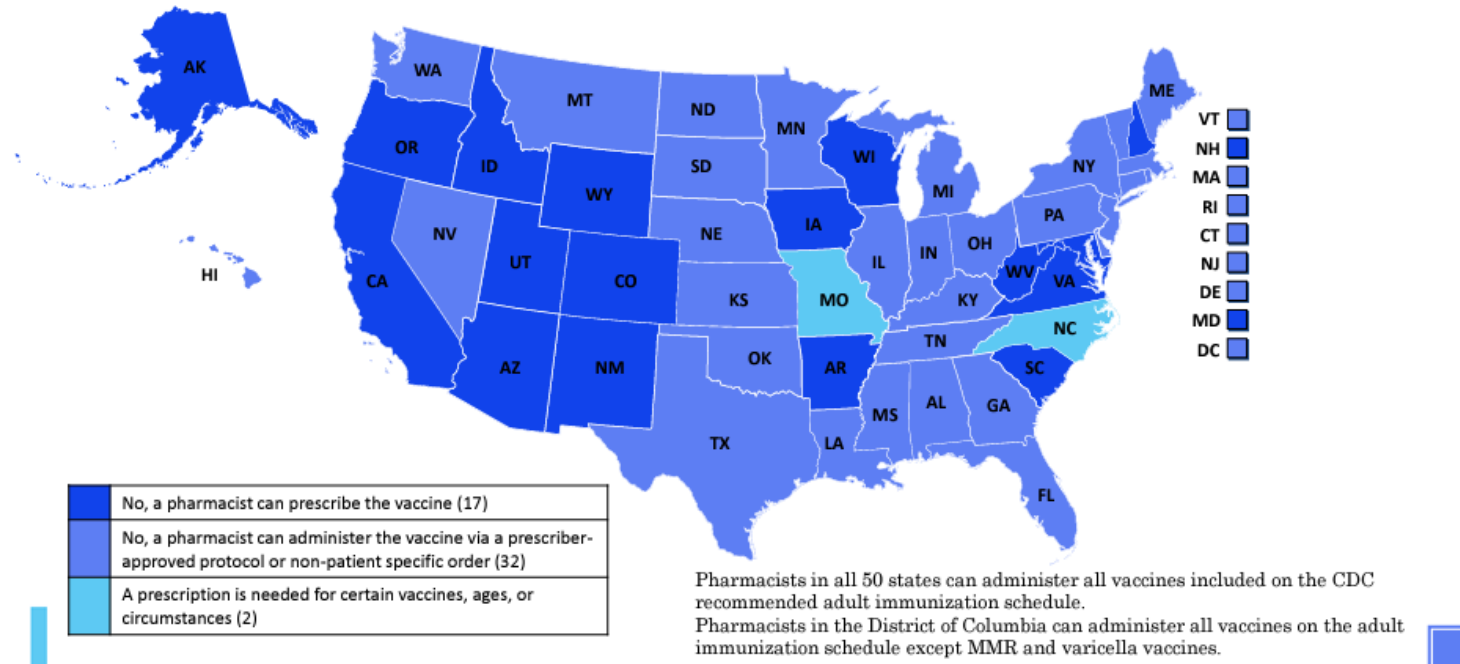 AK
WA
MT
ND
MN
ME
VT
OR
ID
WI
NH
SD
NY
MA
WY
MI
RI
IA
PA
NV
NE
CT
OH
IN
IL
UT
NJ
HI
CA
CO
WV
VA
DE
KS
MO
KY
MD
NC
TN
DC
OK
AZ
NM
AR
SC
MS
AL
GA
TX
LA
FL
No, a pharmacist can prescribe the vaccine (17)
No, a pharmacist can administer the vaccine via a prescriber-
approved protocol or non-patient specific order (32)
A prescription is needed for certain vaccines, ages, or
circumstances (2)
Pharmacists in all 50 states can administer all vaccines included on the CDC
recommended adult immunization schedule.
Pharmacists in the District of Columbia can administer all vaccines on the adult
immunization schedule except MMR and varicella vaccines.